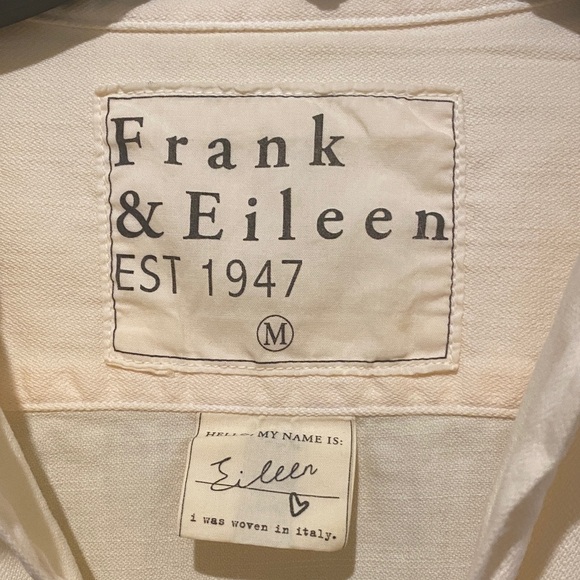 Frank
& Eileen
EST 1947
M
MY NAME IS:
Eileen
i was woven in italy.